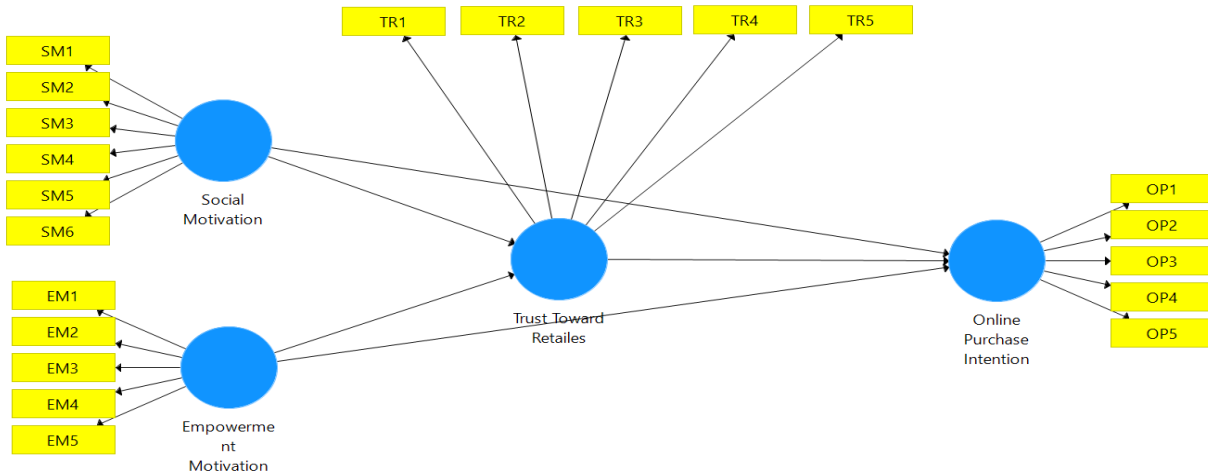 TR1
TR2
TR3
TR4
TR5
SM1
SM2
SM3
SM4
SM5
SM6
Social
Motivation
EM1
EM2
EM3
EM4
EM5
Empowerme
nt
Motivation
Trust Toward
Retailes
Online
Purchase
Intention
OP1
OP2
OP3
OP4
OP5